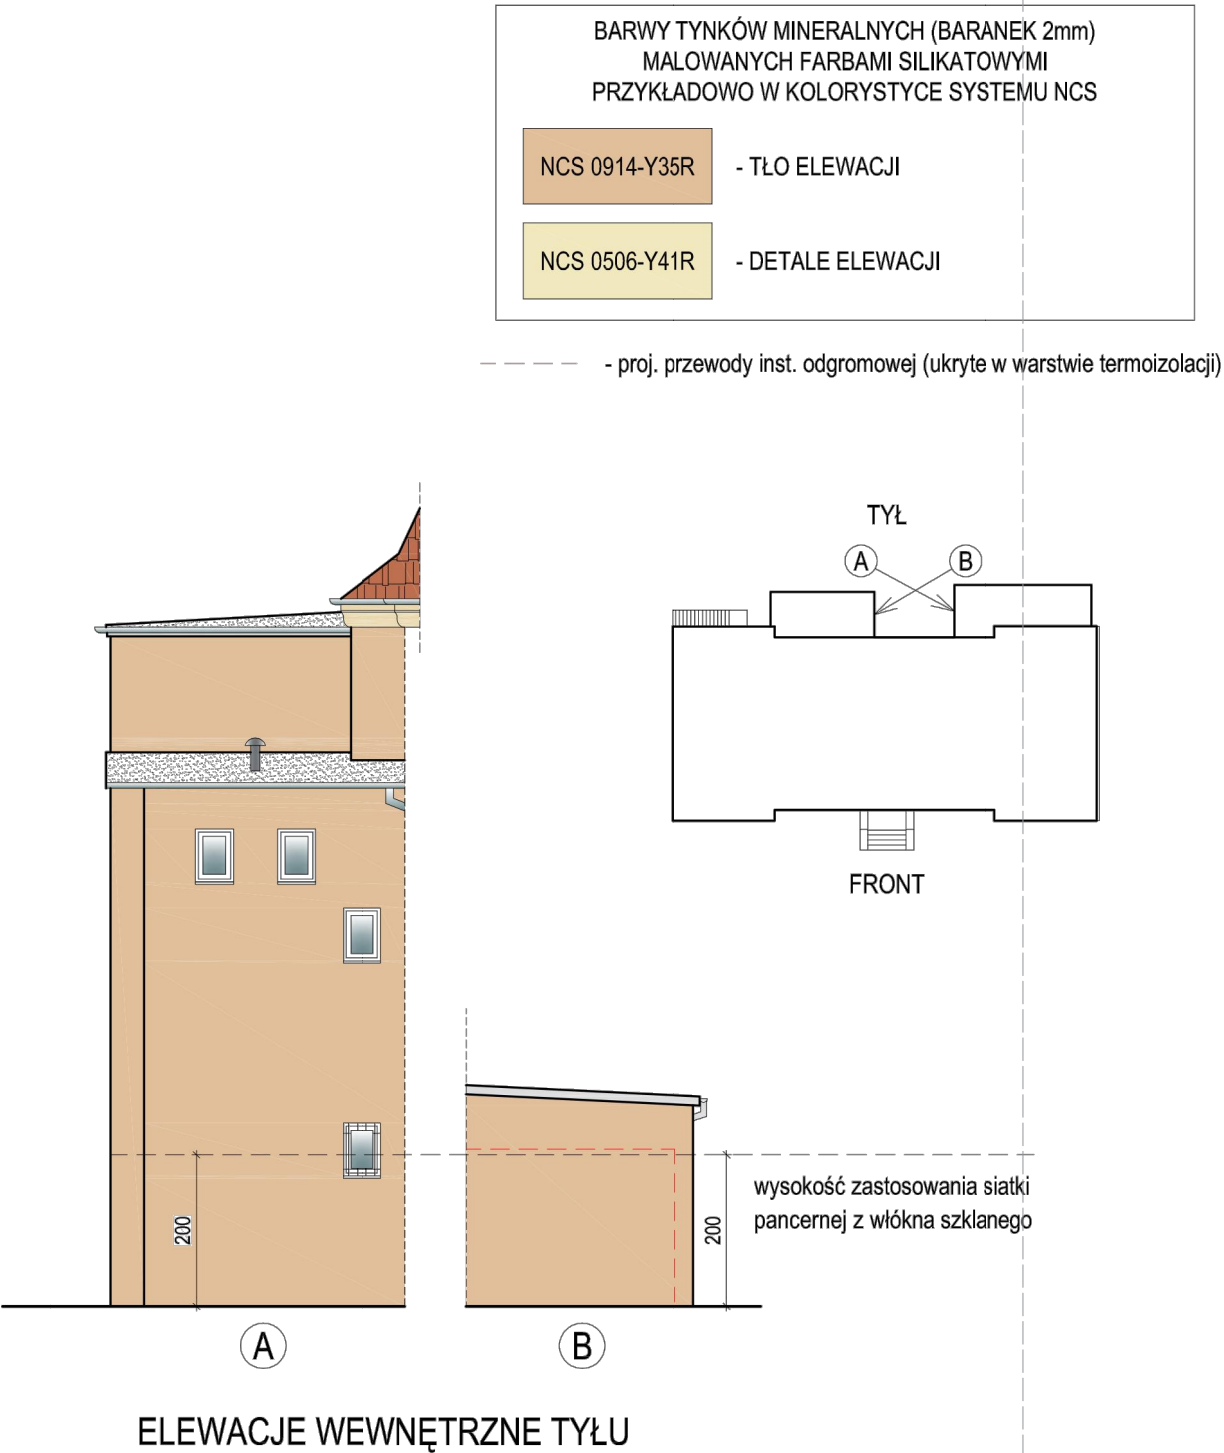 BARWY TYNKÓW MINERALNYCH (BARANEK 2mm)
MALOWANYCH FARBAMI SILIKATOWYMI
PRZYKŁADOWO W KOLORYSTYCE SYSTEMU NCS
NCS 0914-Y35R - TŁO ELEWACJI
NCS 0506-Y41R - DETALE ELEWACJI
- proj. przewody inst. odgromowej (ukryte w warstwie termoizolacji)
TYŁ
A B
FRONT
wysokość zastosowania siatki
pancernej z włókna szklanego
200
200
A
B
ELEWACJE WEWNĘTRZNE TYŁU